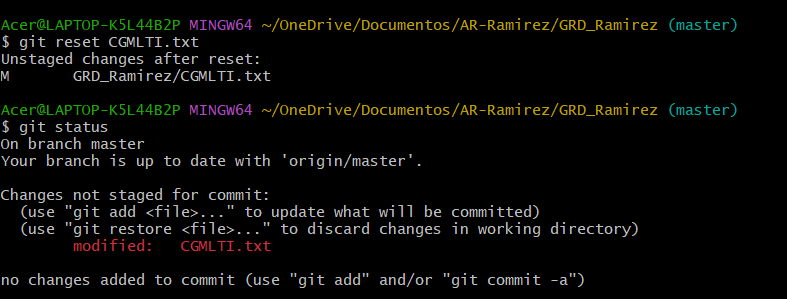 Acer@LAPTOP-K5L44B2P MINGW64 ~/OneDrive/Documentos/AR-Ramirez/GRD_Ramirez (master)
$ git reset CGMLTI.txt
Unstaged changes after reset:
M       GRD_Ramirez/CGMLTI.txt

Acer@LAPTOP-K5L44B2P MINGW64 ~/OneDrive/Documentos/AR-Ramirez/GRD_Ramirez (master)
$ git status
On branch master
Your branch is up to date with 'origin/master'.

Changes not staged for commit:
  (use "git add <file>..." to update what will be committed)
  (use "git restore <file>..." to discard changes in working directory)
        modified:   CGMLTI.txt

no changes added to commit (use "git add" and/or "git commit -a")